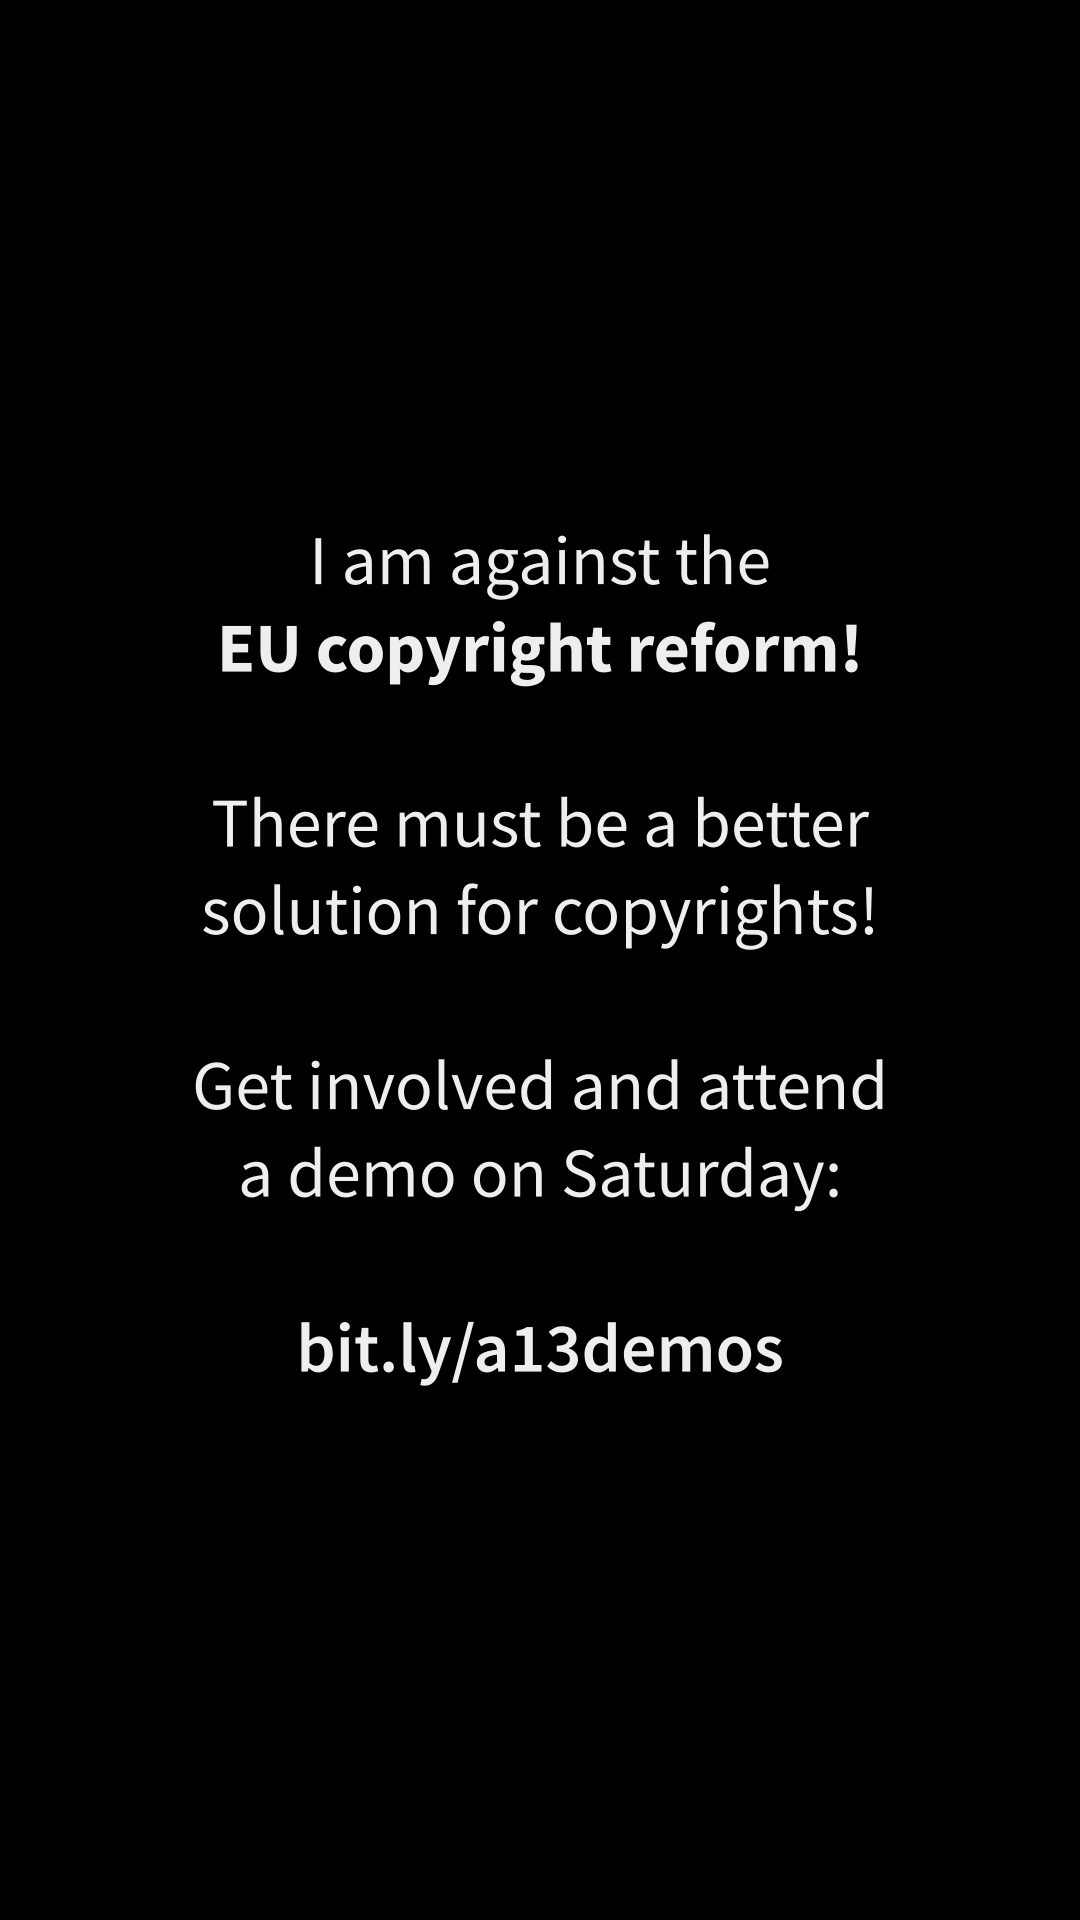 I am against the
EU copyright reform!
There must be a better
solution for copyrights!
Get involved and attend
a demo on Saturday:
bit.ly/a13demos